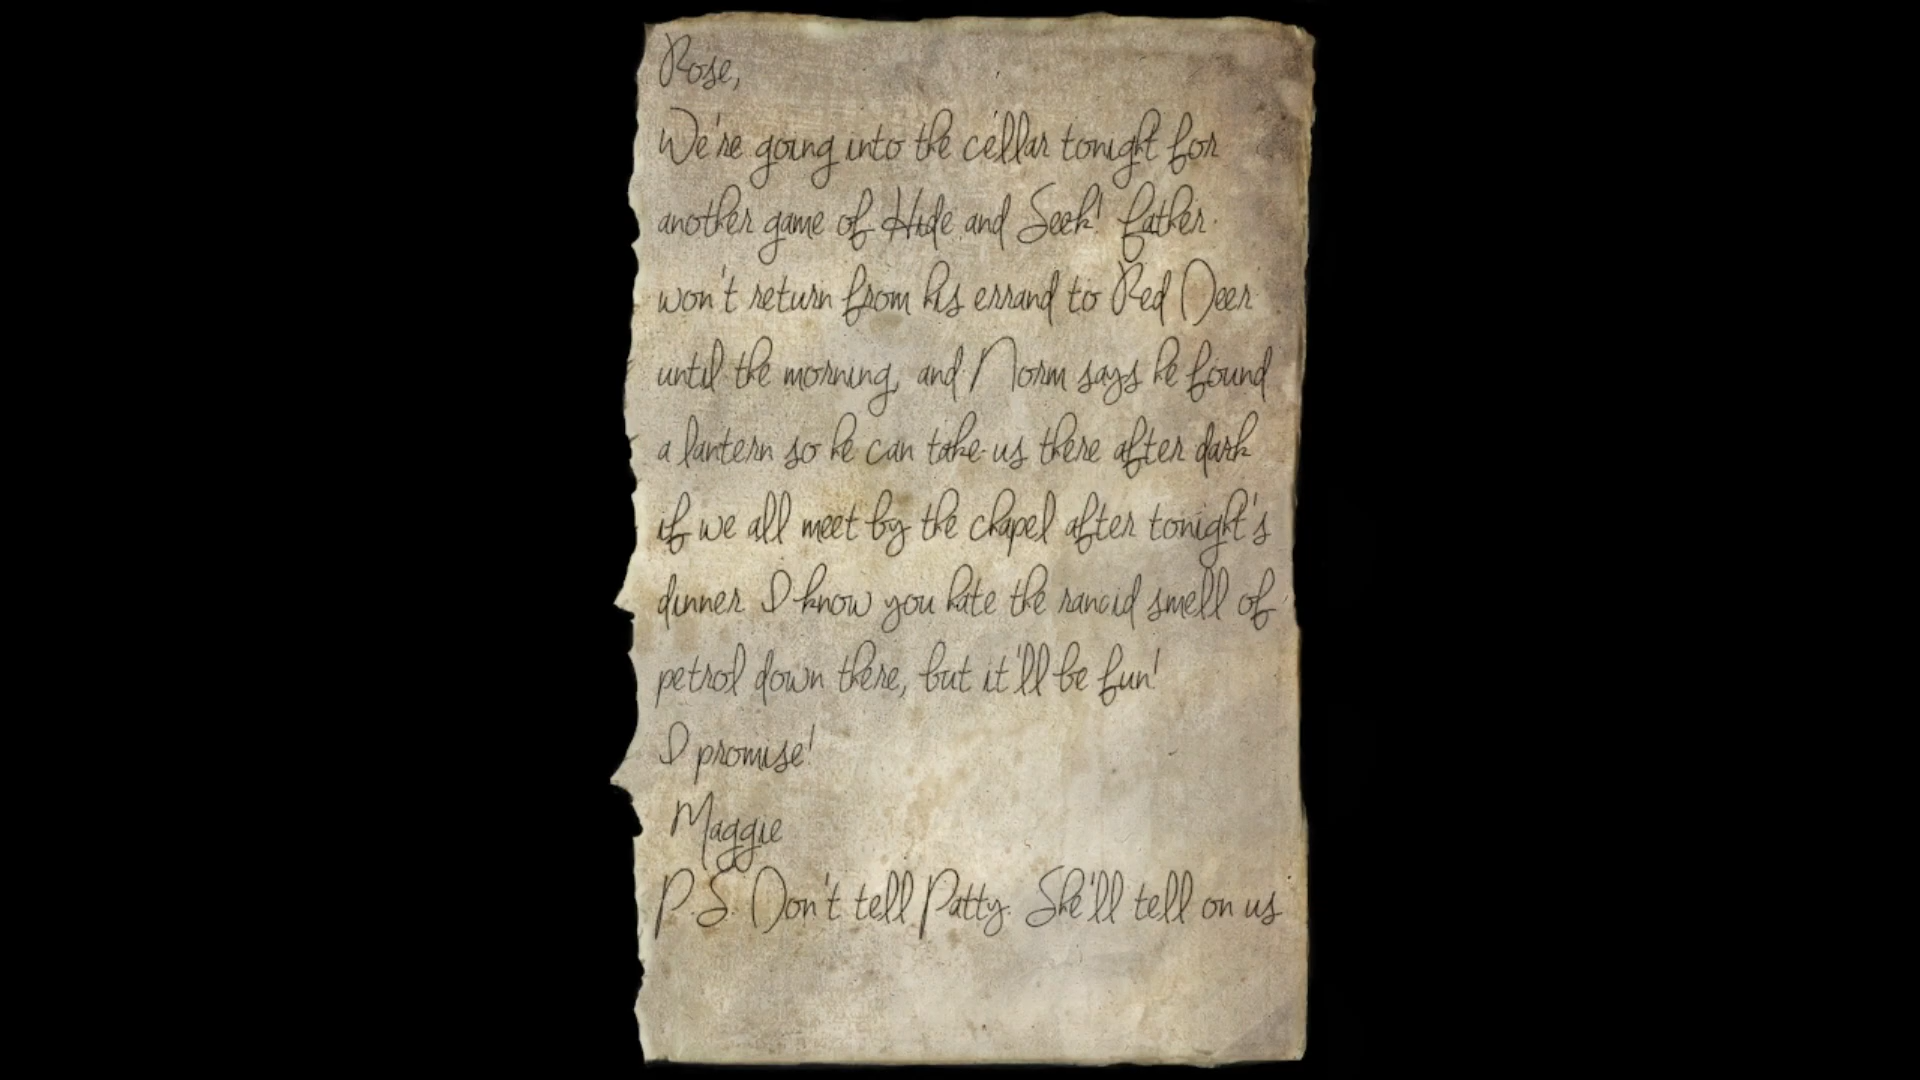 Rose,
We're going into the cellar tonight for
another game of Hide and Seek! Father
won't return from his errand to Red Deer
until the morning, and Norm says he found
a lantern so he can take us there after dark
if we all meet by the chapel after tonight's
dinner. I know you hate the rancid smell of
petrol down there, but it'll be fun!
I promise!
Maggie
P.S. Don't tell Patty. She'll tell on us